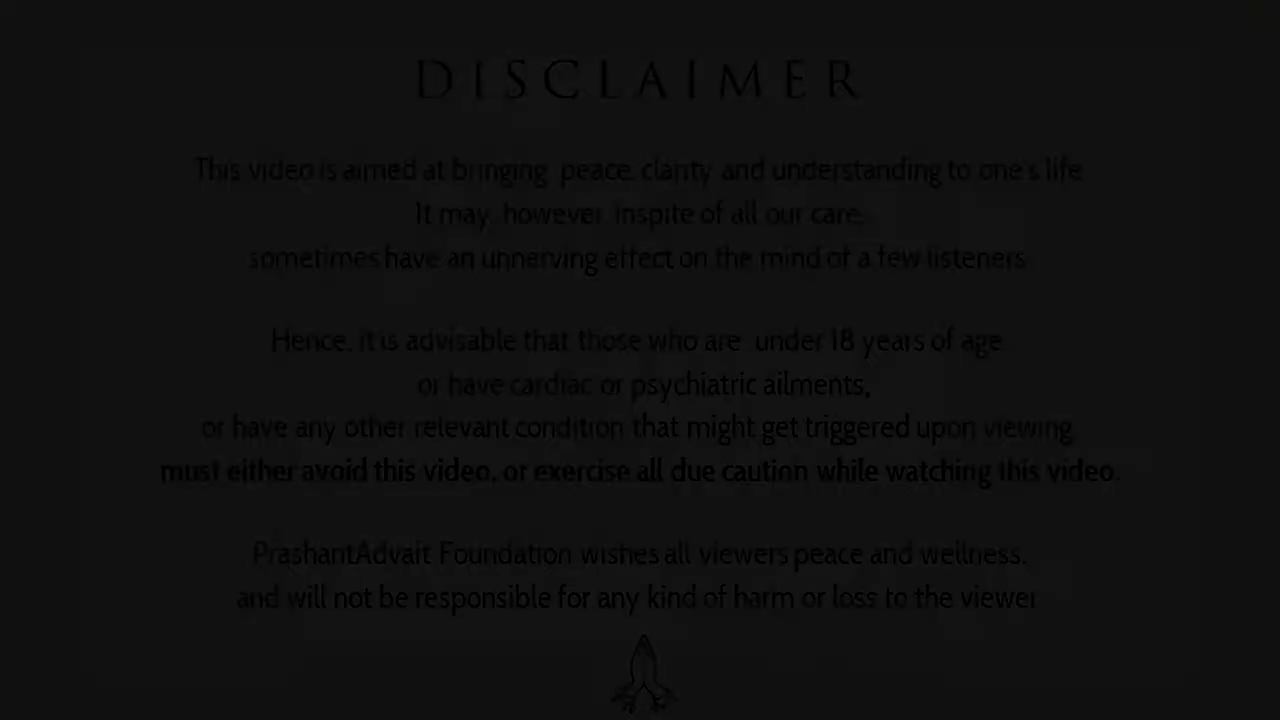 DISCLAIMER
This video is aimed at bringing peace, clarity and understanding to one's life
It may, however, inspite of all our care,
sometimes have an unnerving effect on the mind of a few listeners
Hence, it is advisable that those who are under 18 years of age
or have cardiac or psychiatric ailments,
or have any other relevant condition that might get triggered upon viewing,
must either avoid this video, or exercise all due caution while watching this video.
PrashantAdvait Foundation wishes all viewers peace and wellness,
and will not be responsible for any kind of harm or loss to the viewer